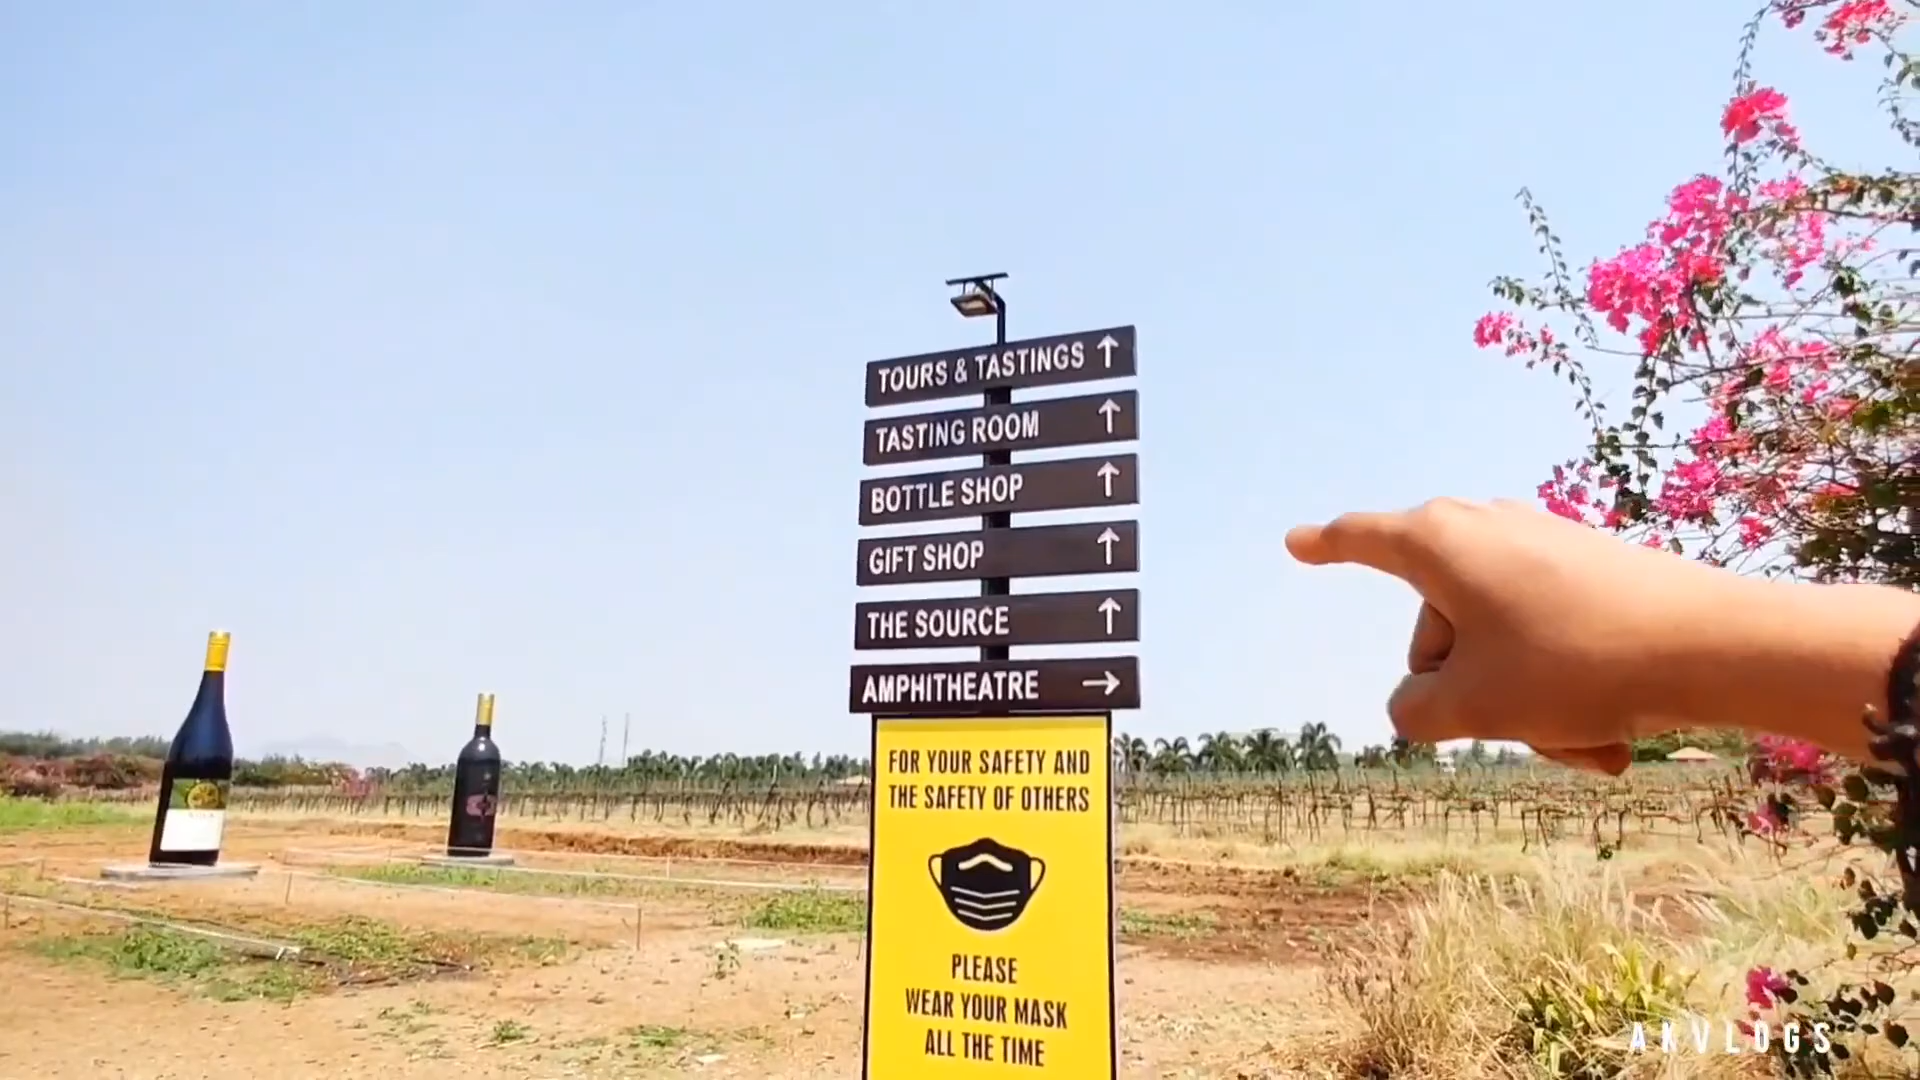 TOURS & TASTINGS ↑
TASTING ROOM ↑
BOTTLE SHOP ↑
GIFT SHOP ↑
THE SOURCE ↑
AMPHITHEATRE →
FOR YOUR SAFETY AND
THE SAFETY OF OTHERS
PLEASE
WEAR YOUR MASK
ALL THE TIME
AKVLOGS